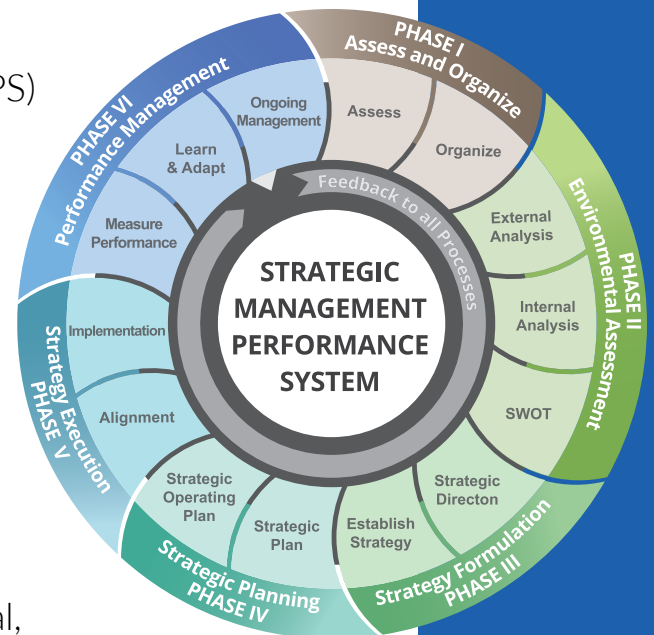 PS)
PHASE I
Assess and Organize
Assess
Organize
PHASE II
Environmental Assessment
External
Analysis
Internal
Analysis
SWOT
Strategy Formulation
PHASE III
Strategic
Directon
Establish
Strategy
Strategic Planning
PHASE IV
Strategic
Plan
Strategic
Operating
Plan
Strategy Execution
PHASE V
Alignment
Implementation
PHASE VI
Performance Management
Measure
Performance
Learn
& Adapt
Ongoing
Management
Feedback to all Processes
STRATEGIC
MANAGEMENT
PERFORMANCE
SYSTEM
al,